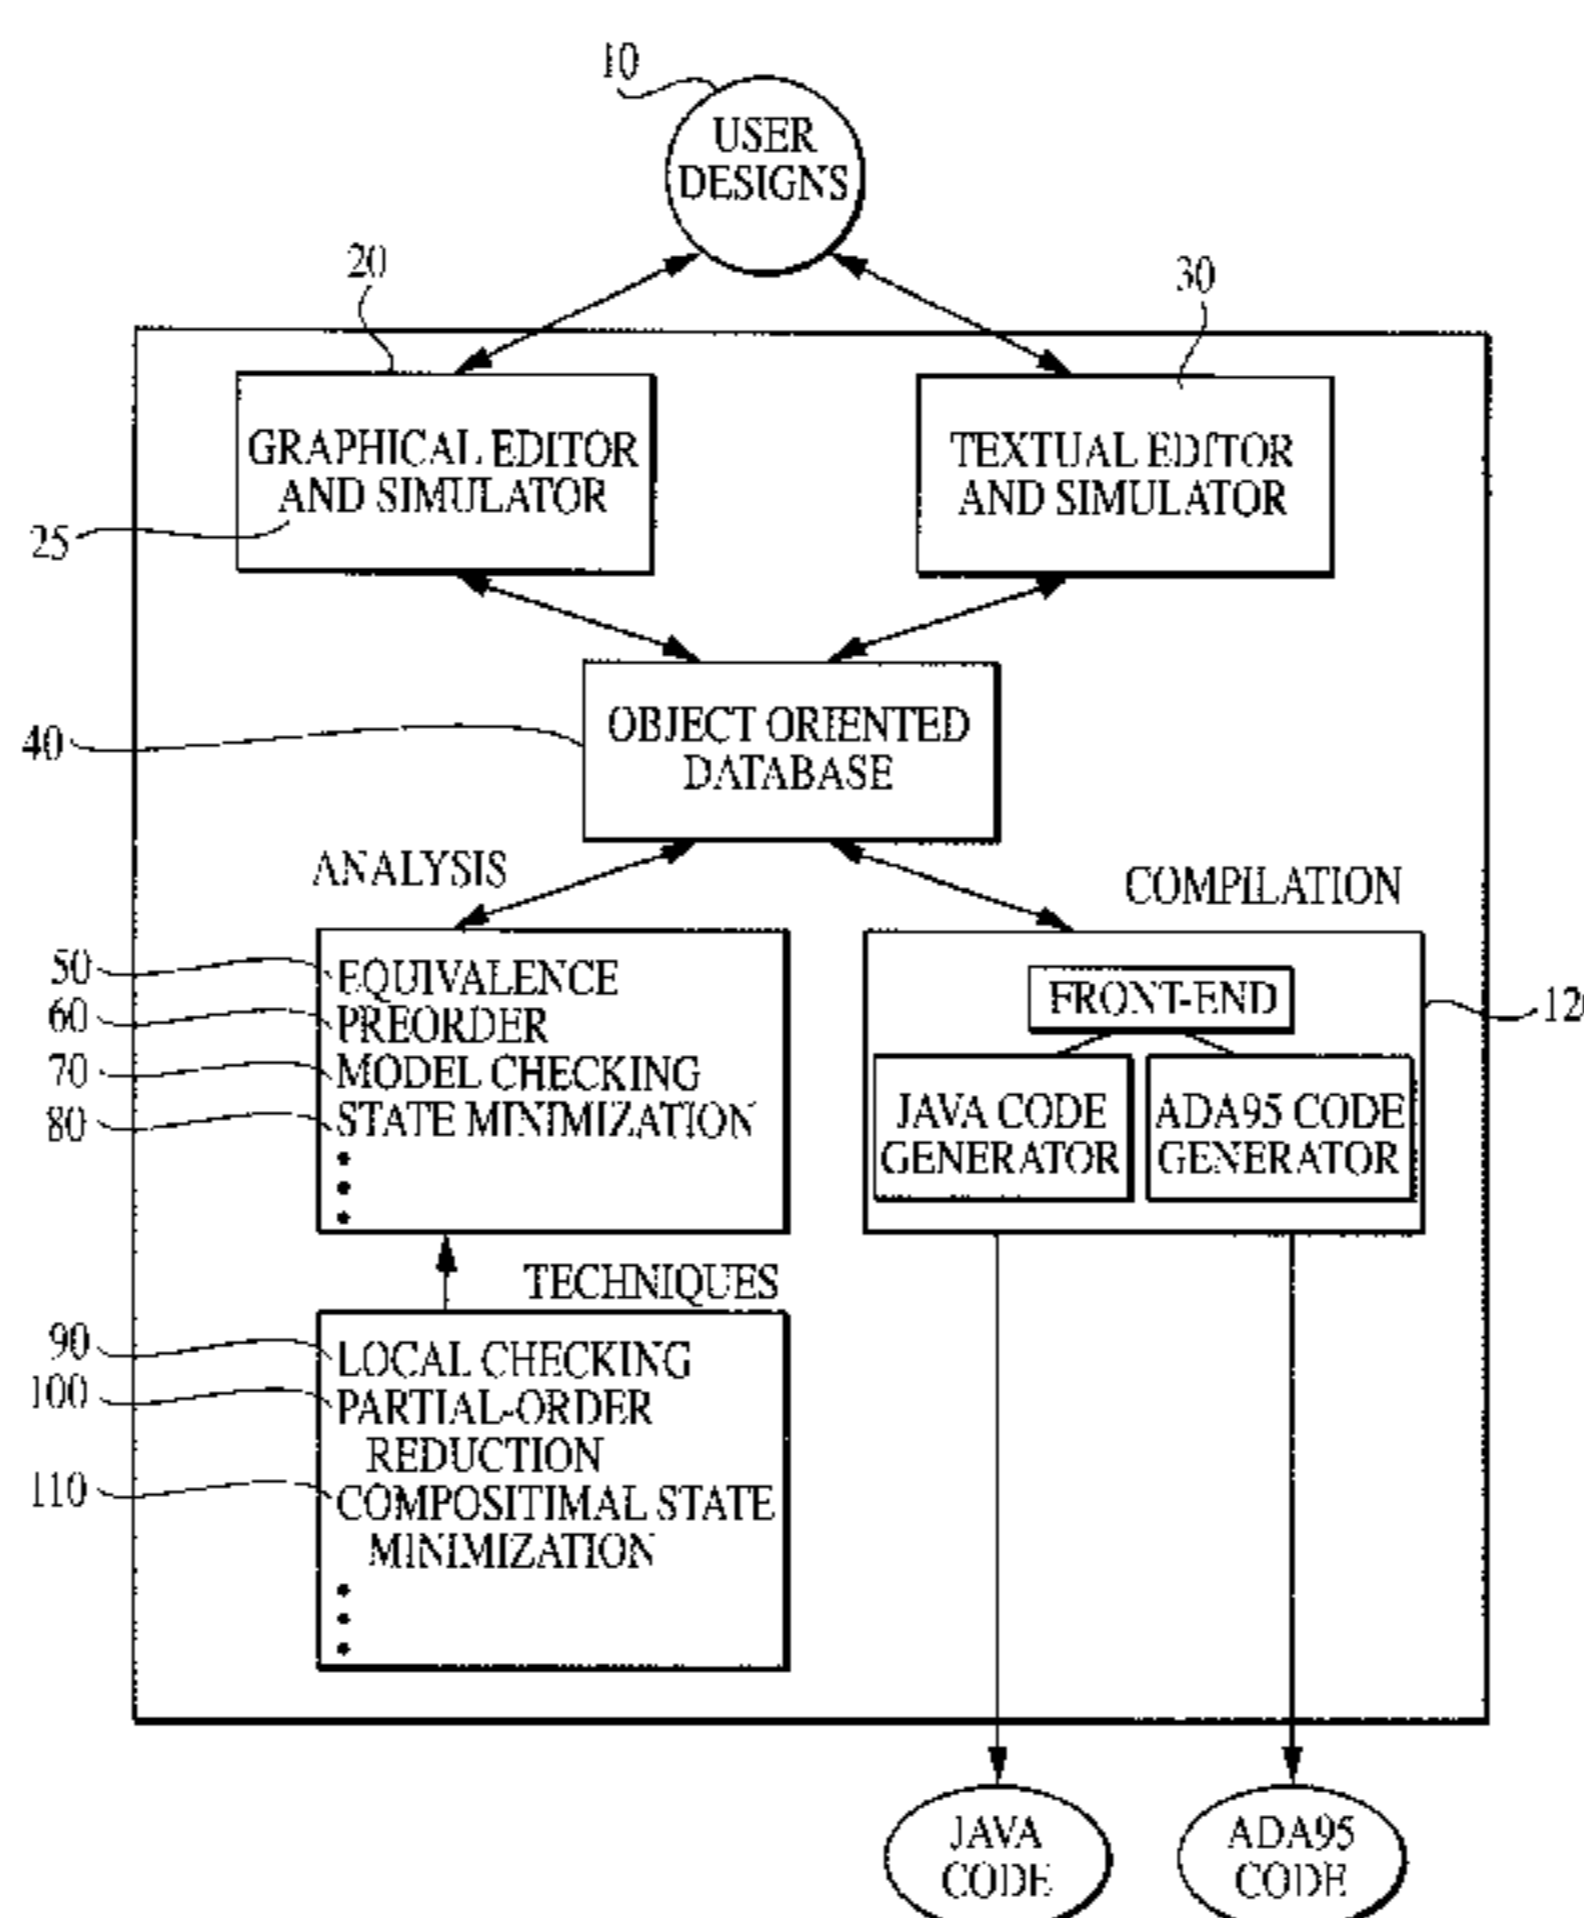 10
USER
DESIGNS
20
30
GRAPHICAL EDITOR
AND SIMULATOR
25
TEXTUAL EDITOR
AND SIMULATOR
40
OBJECT ORIENTED
DATABASE
ANALYSIS
COMPILATION
50
EQUIVALENCE
60
PREORDER
70
MODEL CHECKING
80
STATE MINIMIZATION
FRONT-END
JAVA CODE
GENERATOR
ADA95 CODE
GENERATOR
TECHNIQUES
90
LOCAL CHECKING
100
PARTIAL-ORDER
REDUCTION
110
COMPOSITIMAL STATE
MINIMIZATION
JAVA
CODE
ADA95
CODE